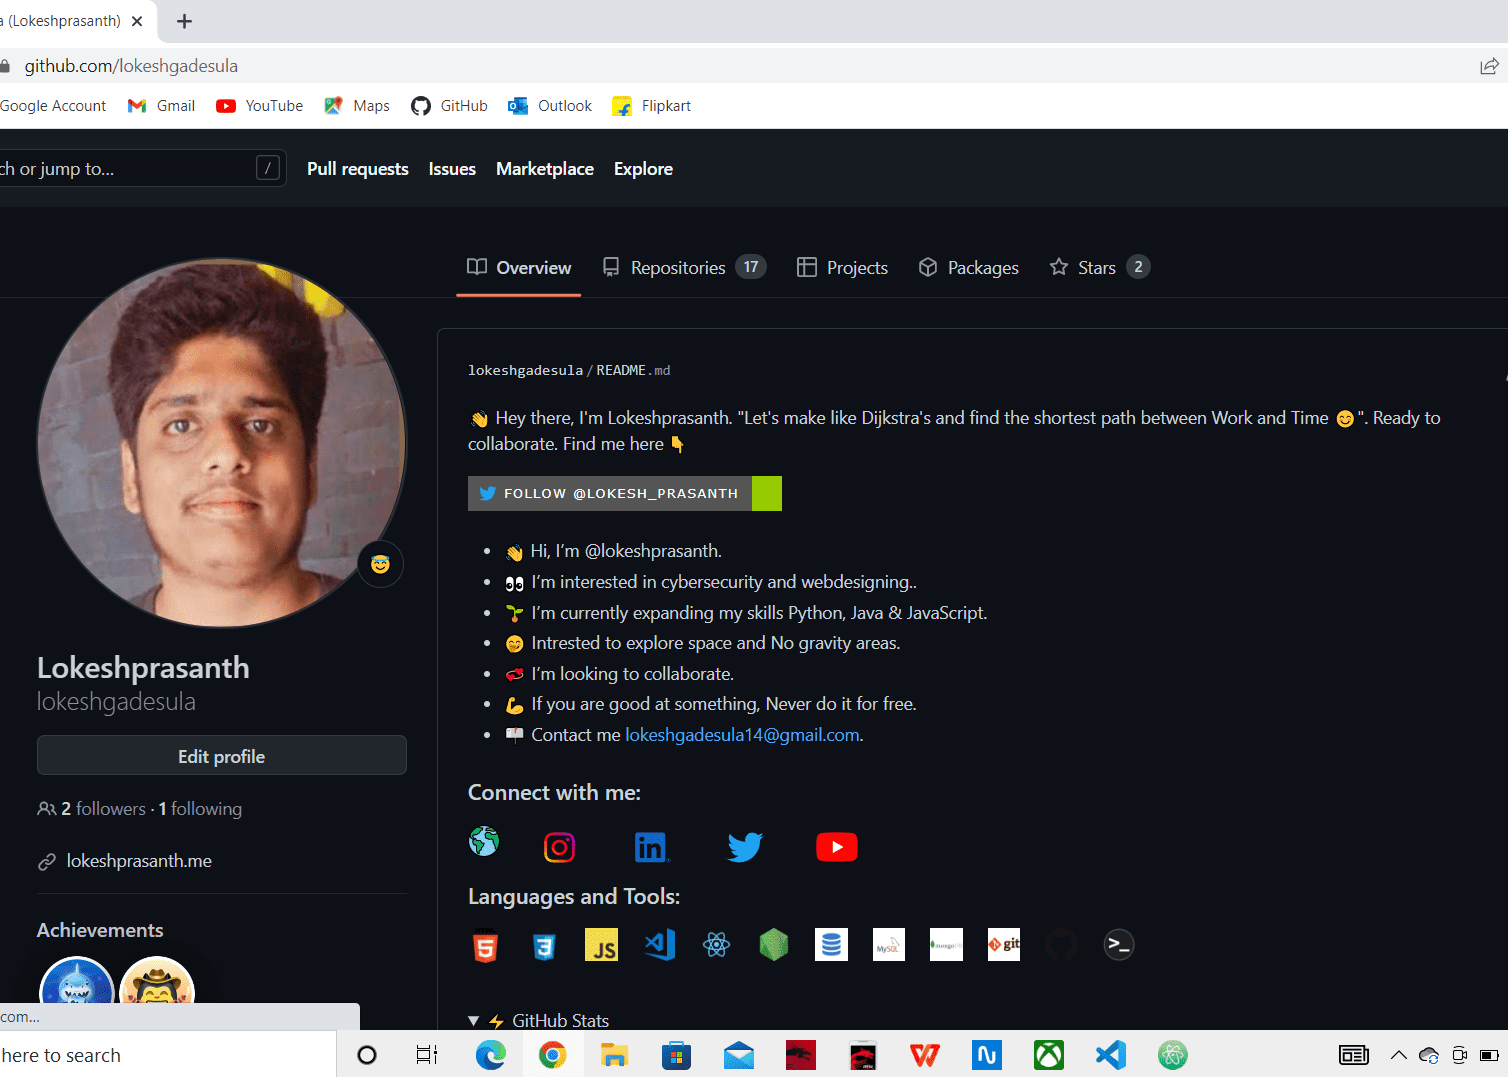 a (Lokeshprasanth)
github.com/lokeshgadesula
Google Account Gmail YouTube Maps GitHub Outlook Flipkart
ch or jump to... / Pull requests Issues Marketplace Explore
Overview Repositories 17 Projects Packages Stars 2
lokeshgadesula/README.md
👋 Hey there, I'm Lokeshprasanth. "Let's make like Dijkstra's and find the shortest path between Work and Time 😊". Ready to
collaborate. Find me here 👇
FOLLOW @LOKESH_PRASANTH
• 👋 Hi, I’m @lokeshprasanth.
• 👀 I’m interested in cybersecurity and webdesigning..
• 🌱 I’m currently expanding my skills Python, Java & JavaScript.
• 🤭 Intrested to explore space and No gravity areas.
• 💞 I’m looking to collaborate.
• 💪 If you are good at something, Never do it for free.
• 📫 Contact me lokeshgadesula14@gmail.com.
Lokeshprasanth
lokeshgadesula
Edit profile
2 followers · 1 following
lokeshprasanth.me
Achievements
Connect with me:
in
Languages and Tools:
HTML 5 3 JS MySQL mongoDB git >_
⚡ GitHub Stats
com...
here to search